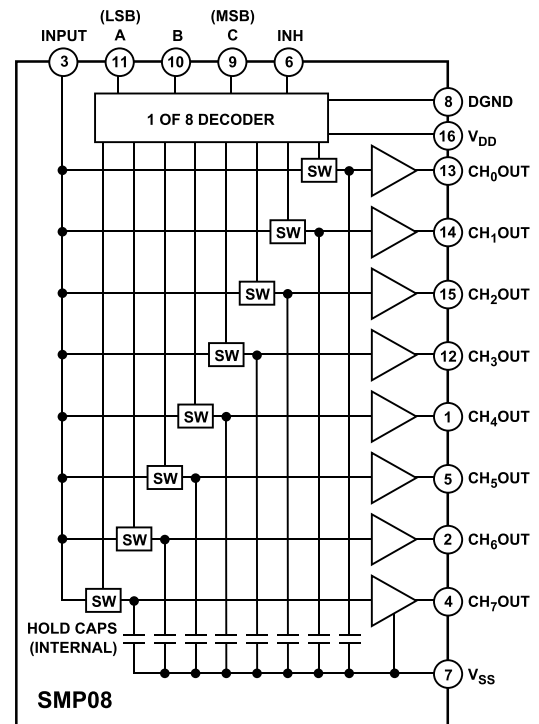 (LSB) (MSB)
INPUT A B C INH
3 11 10 9 6
8 DGND
1 OF 8 DECODER
16 VDD
SW 13 CH0OUT
SW 14 CH1OUT
SW 15 CH2OUT
SW 12 CH3OUT
SW 1 CH4OUT
SW 5 CH5OUT
SW 2 CH6OUT
SW 4 CH7OUT
HOLD CAPS
(INTERNAL)
7 VSS
SMP08